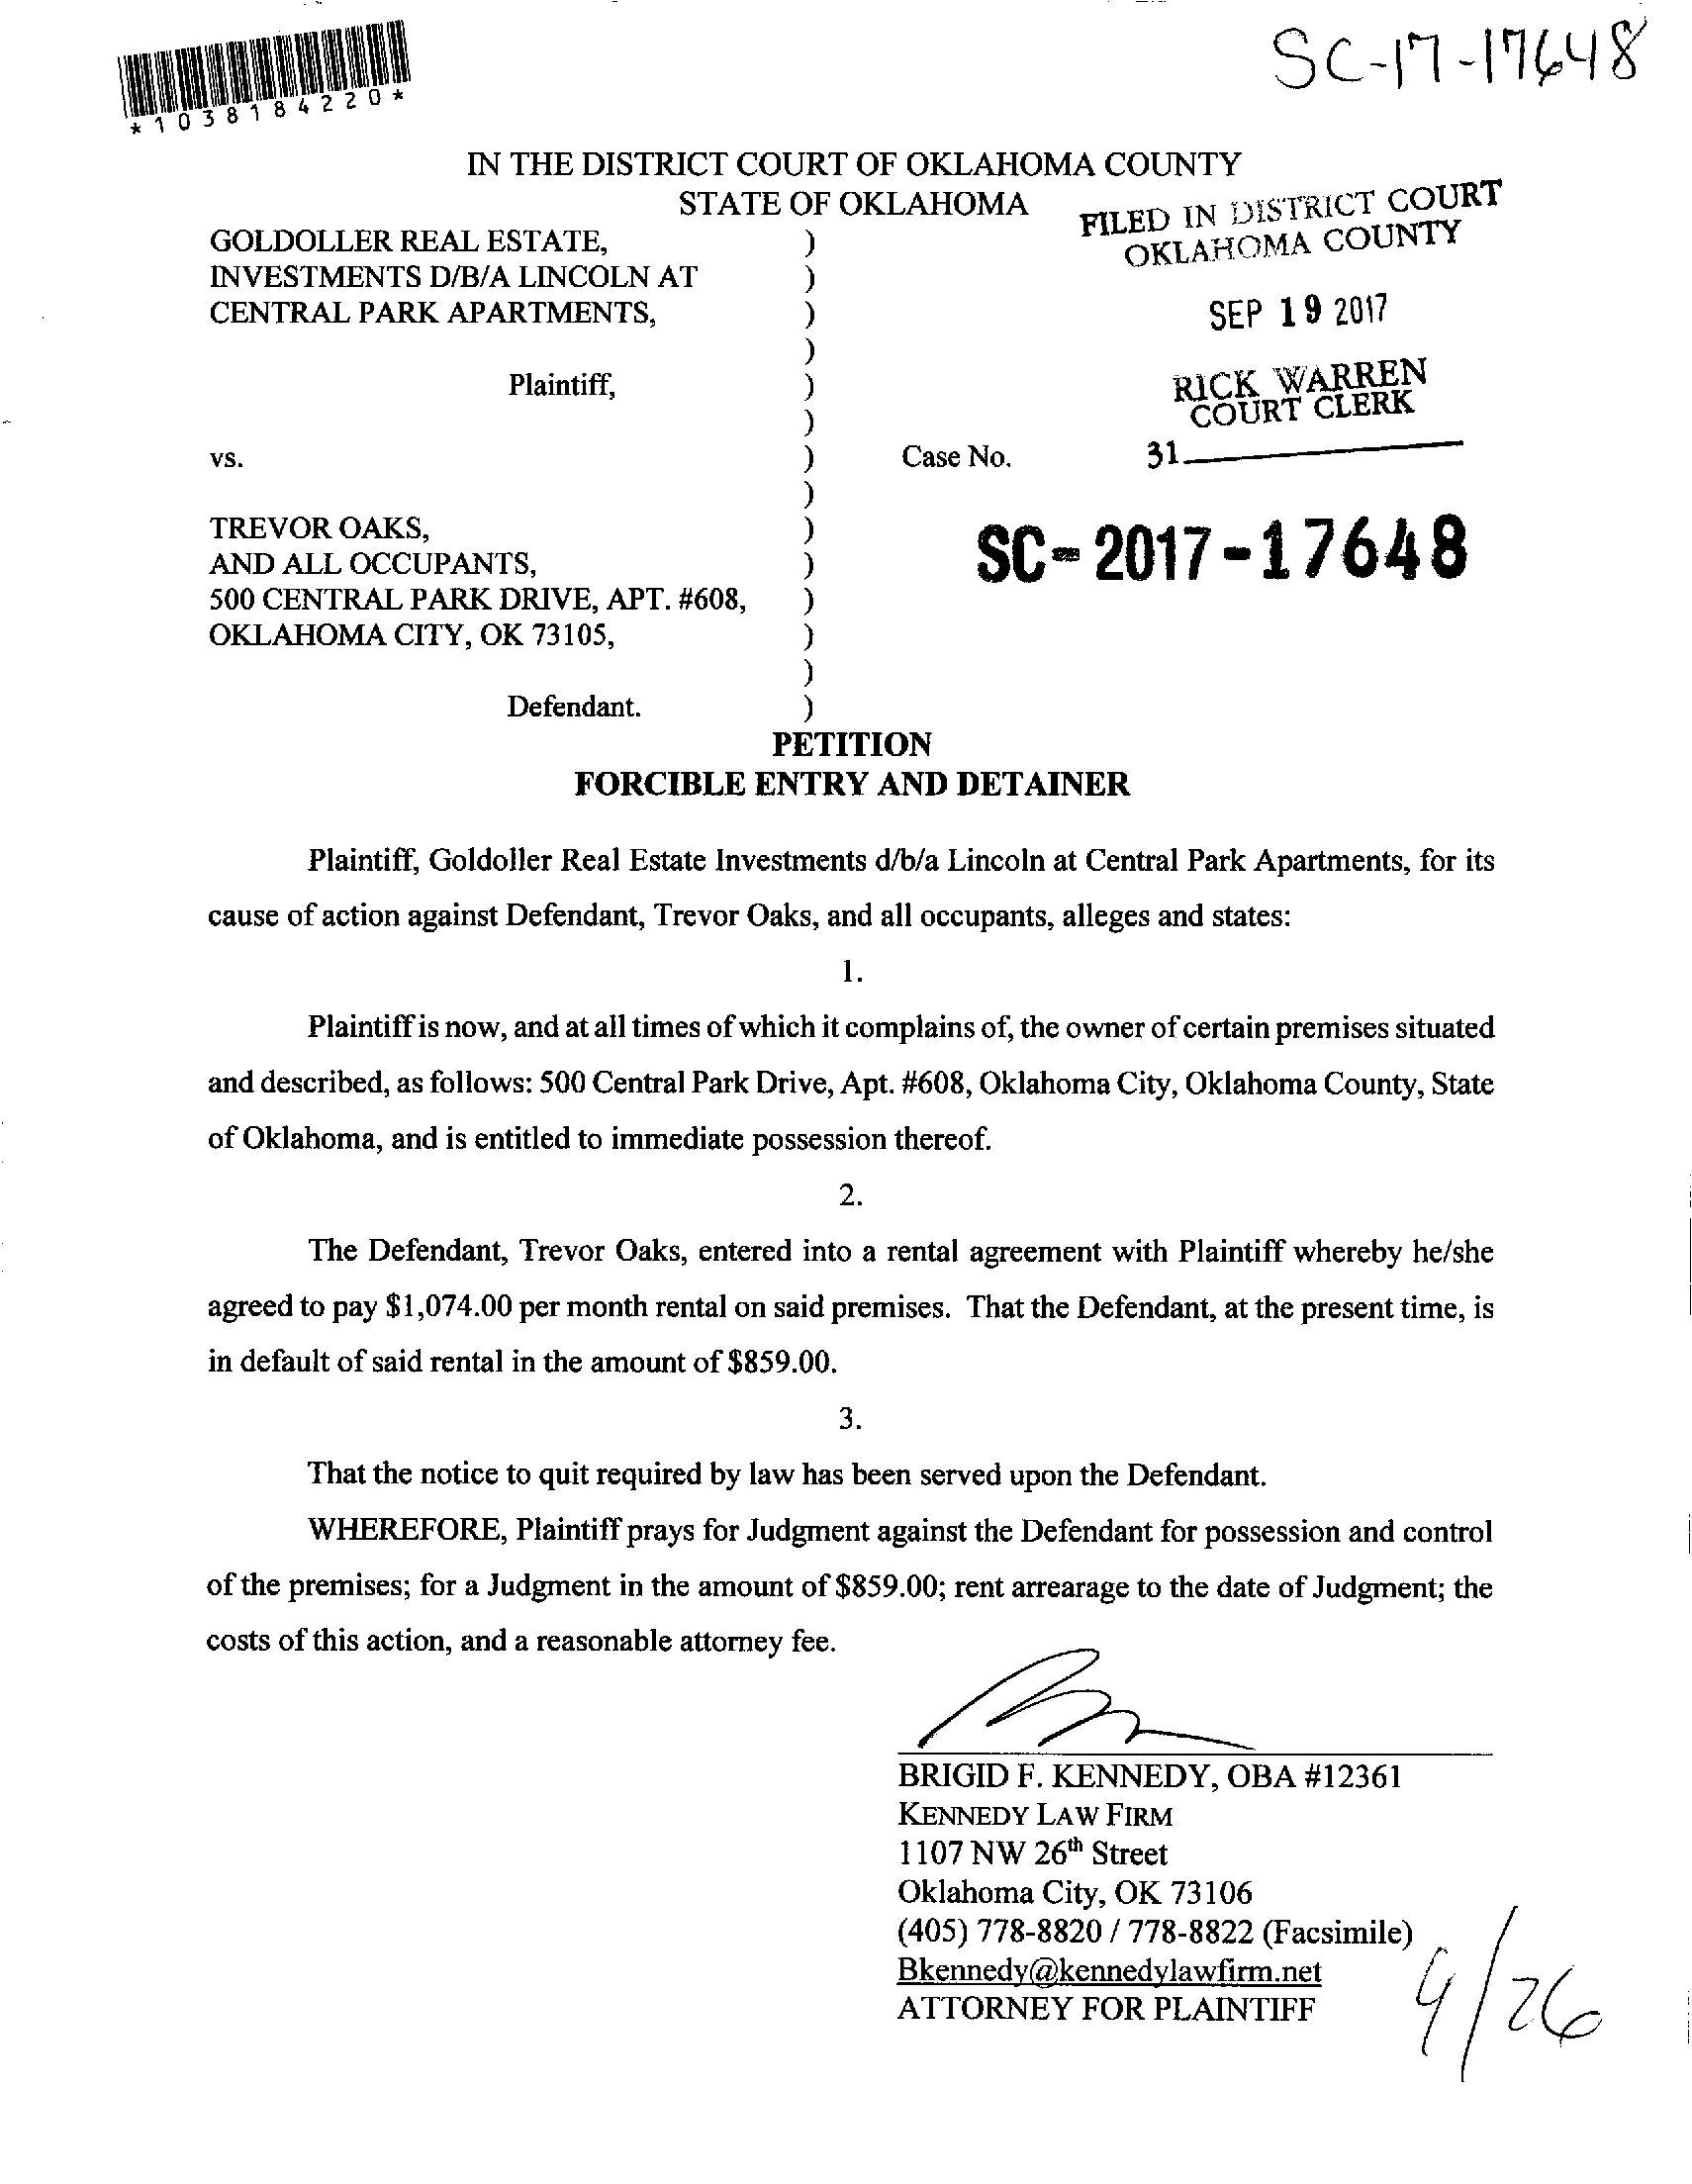 SC-17-17648
*1038184220*
IN THE DISTRICT COURT OF OKLAHOMA COUNTY
STATE OF OKLAHOMA
FILED IN DISTRICT COURT
OKLAHOMA COUNTY
SEP 19 2017
RICK WARREN
COURT CLERK
31
GOLDOLLER REAL ESTATE, )
INVESTMENTS D/B/A LINCOLN AT )
CENTRAL PARK APARTMENTS, )
)
Plaintiff, )
)
vs. ) Case No.
)
TREVOR OAKS, )
SC-2017-17648
AND ALL OCCUPANTS, )
500 CENTRAL PARK DRIVE, APT. #608, )
OKLAHOMA CITY, OK 73105, )
)
Defendant. )
PETITION
FORCIBLE ENTRY AND DETAINER
Plaintiff, Goldoller Real Estate Investments d/b/a Lincoln at Central Park Apartments, for its
cause of action against Defendant, Trevor Oaks, and all occupants, alleges and states:
1.
Plaintiff is now, and at all times of which it complains of, the owner of certain premises situated
and described, as follows: 500 Central Park Drive, Apt. #608, Oklahoma City, Oklahoma County, State
of Oklahoma, and is entitled to immediate possession thereof.
2.
The Defendant, Trevor Oaks, entered into a rental agreement with Plaintiff whereby he/she
agreed to pay $1,074.00 per month rental on said premises. That the Defendant, at the present time, is
in default of said rental in the amount of $859.00.
3.
That the notice to quit required by law has been served upon the Defendant.
WHEREFORE, Plaintiff prays for Judgment against the Defendant for possession and control
of the premises; for a Judgment in the amount of $859.00; rent arrearage to the date of Judgment; the
costs of this action, and a reasonable attorney fee.
BRIGID F. KENNEDY, OBA #12361
KENNEDY LAW FIRM
1107 NW 26th Street
Oklahoma City, OK 73106
(405) 778-8820 / 778-8822 (Facsimile)
Bkennedy@kennedylawfirm.net
ATTORNEY FOR PLAINTIFF
9/26